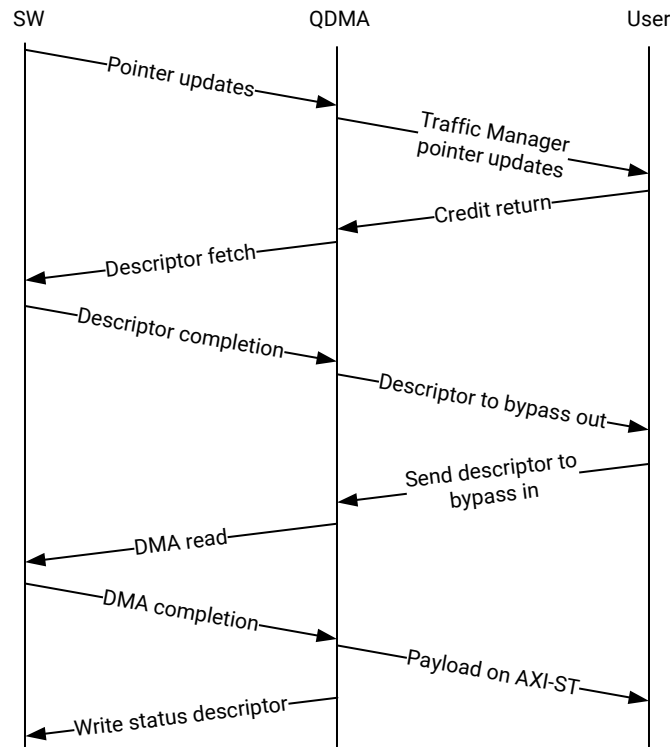 SW
QDMA
User
Pointer updates
Traffic Manager
pointer updates
Credit return
Descriptor fetch
Descriptor completion
Descriptor to bypass out
Send descriptor to
bypass in
DMA read
DMA completion
Payload on AXI-ST
Write status descriptor